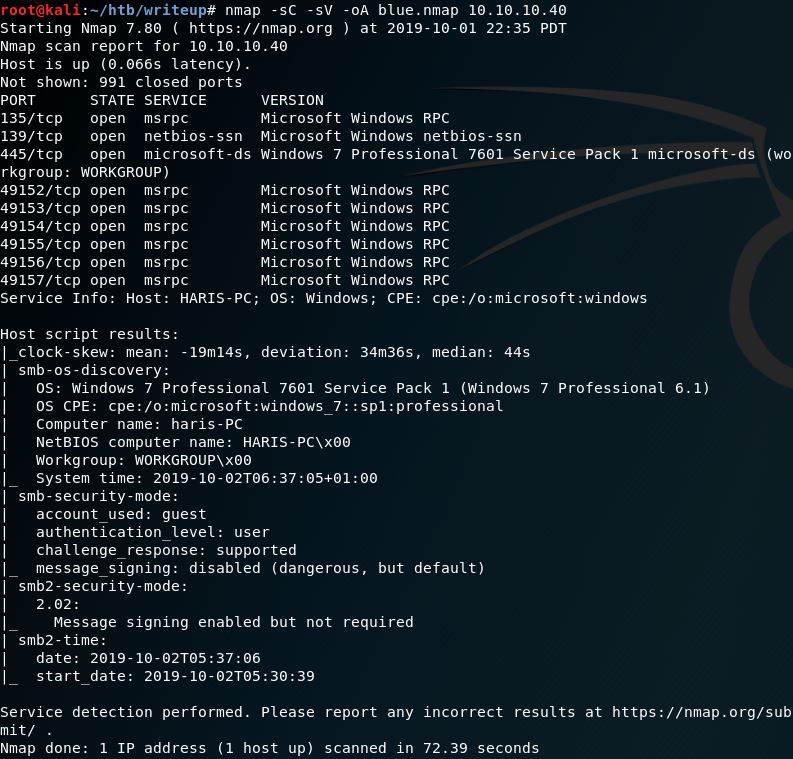 root@kali:~/htb/writeup# nmap -sC -sV -oA blue.nmap 10.10.10.40
Starting Nmap 7.80 ( https://nmap.org ) at 2019-10-01 22:35 PDT
Nmap scan report for 10.10.10.40
Host is up (0.066s latency).
Not shown: 991 closed ports
PORT      STATE SERVICE      VERSION
135/tcp   open  msrpc        Microsoft Windows RPC
139/tcp   open  netbios-ssn  Microsoft Windows netbios-ssn
445/tcp   open  microsoft-ds Windows 7 Professional 7601 Service Pack 1 microsoft-ds (wo
rkgroup: WORKGROUP)
49152/tcp open  msrpc        Microsoft Windows RPC
49153/tcp open  msrpc        Microsoft Windows RPC
49154/tcp open  msrpc        Microsoft Windows RPC
49155/tcp open  msrpc        Microsoft Windows RPC
49156/tcp open  msrpc        Microsoft Windows RPC
49157/tcp open  msrpc        Microsoft Windows RPC
Service Info: Host: HARIS-PC; OS: Windows; CPE: cpe:/o:microsoft:windows

Host script results:
|_clock-skew: mean: -19m14s, deviation: 34m36s, median: 44s
| smb-os-discovery:
|   OS: Windows 7 Professional 7601 Service Pack 1 (Windows 7 Professional 6.1)
|   OS CPE: cpe:/o:microsoft:windows_7::sp1:professional
|   Computer name: haris-PC
|   NetBIOS computer name: HARIS-PC\x00
|   Workgroup: WORKGROUP\x00
|_  System time: 2019-10-02T06:37:05+01:00
| smb-security-mode:
|   account_used: guest
|   authentication_level: user
|   challenge_response: supported
|_  message_signing: disabled (dangerous, but default)
| smb2-security-mode:
|   2.02:
|_    Message signing enabled but not required
| smb2-time:
|   date: 2019-10-02T05:37:06
|_  start_date: 2019-10-02T05:30:39

Service detection performed. Please report any incorrect results at https://nmap.org/sub
mit/ .
Nmap done: 1 IP address (1 host up) scanned in 72.39 seconds